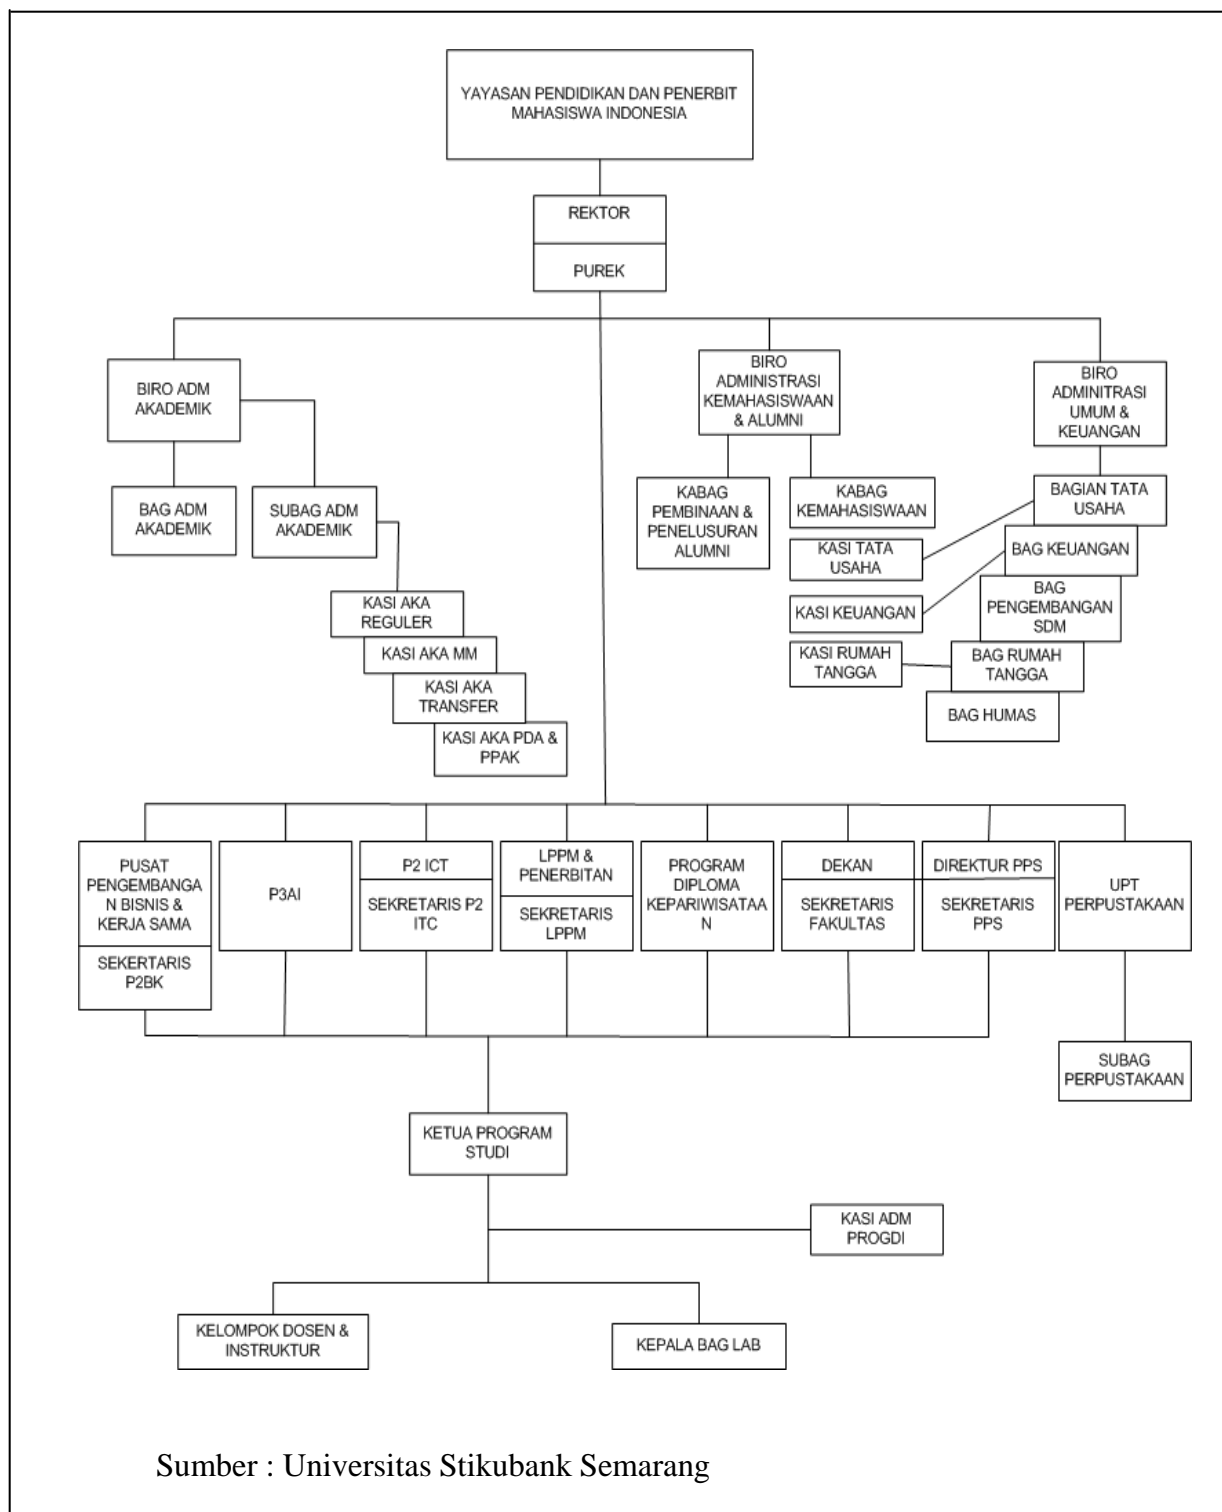 YAYASAN PENDIDIKAN DAN PENERBIT
MAHASISWA INDONESIA
REKTOR
PUREK
BIRO ADM
AKADEMIK
BIRO
ADMINISTRASI
KEMAHASISWAAN
& ALUMNI
BIRO
ADMINITRASI
UMUM &
KEUANGAN
BAG ADM
AKADEMIK
SUBAG ADM
AKADEMIK
KABAG
PEMBINAAN &
PENELUSURAN
ALUMNI
KABAG
KEMAHASISWAAN
BAGIAN TATA
USAHA
KASI TATA
USAHA
BAG KEUANGAN
KASI KEUANGAN
BAG
PENGEMBANGAN
SDM
KASI RUMAH
TANGGA
BAG RUMAH
TANGGA
BAG HUMAS
KASI AKA
REGULER
KASI AKA MM
KASI AKA
TRANSFER
KASI AKA PDA &
PPAK
PUSAT
PENGEMBANGA
N BISNIS &
KERJA SAMA
SEKERTARIS
P2BK
P3AI
P2 ICT
SEKRETARIS P2
ITC
LPPM &
PENERBITAN
SEKRETARIS
LPPM
PROGRAM
DIPLOMA
KEPARIWISATAA
N
DEKAN
SEKRETARIS
FAKULTAS
DIREKTUR PPS
SEKRETARIS
PPS
UPT
PERPUSTAKAAN
SUBAG
PERPUSTAKAAN
KETUA PROGRAM
STUDI
KASI ADM
PROGDI
KELOMPOK DOSEN &
INSTRUKTUR
KEPALA BAG LAB
Sumber : Universitas Stikubank Semarang